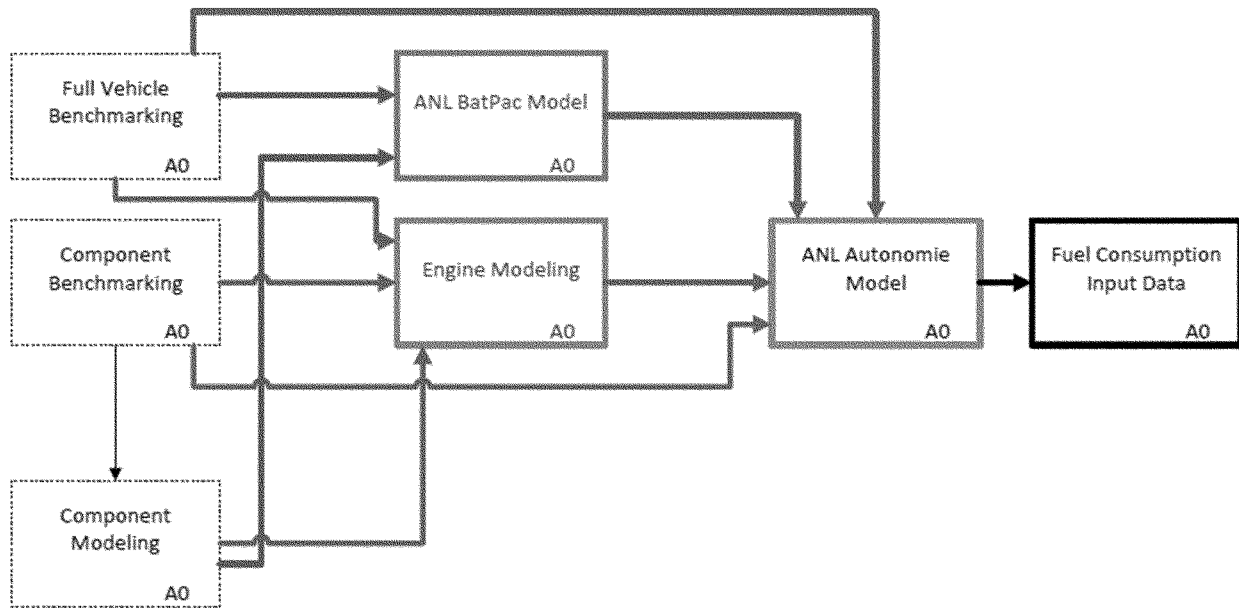 Full Vehicle
Benchmarking
A0
ANL BatPac Model
A0
Component
Benchmarking
A0
Engine Modeling
A0
ANL Autonomie
Model
A0
Fuel Consumption
Input Data
A0
Component
Modeling
A0